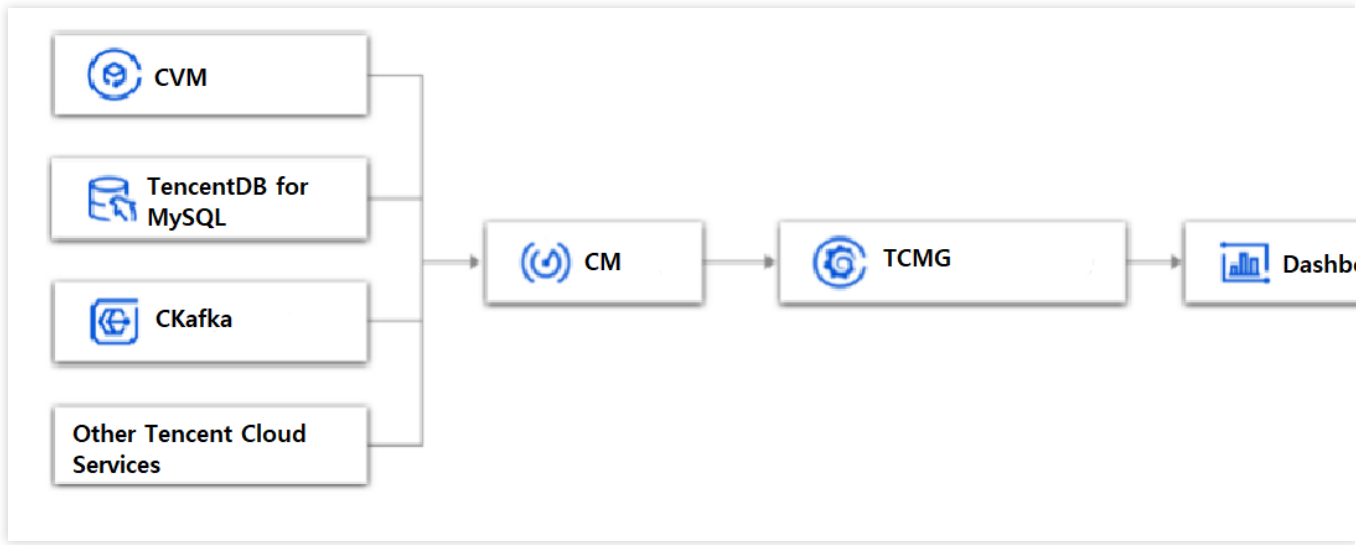 CVM
TencentDB for
MySQL
CKafka
Other Tencent Cloud
Services
CM
TCMG